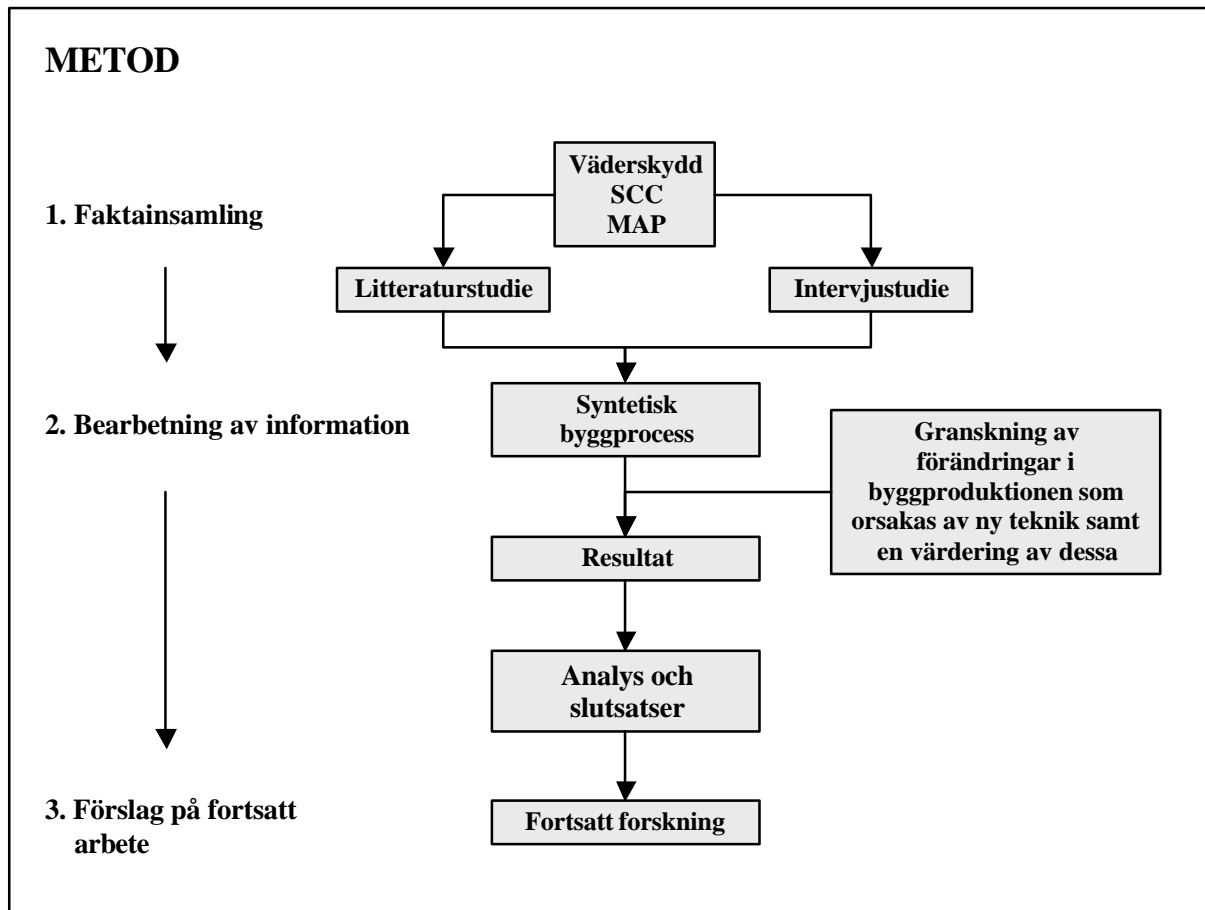 METOD
Väderskydd
SCC
MAP
1. Faktainsamling
Litteraturstudie
Intervjustudie
Syntetisk
byggprocess
2. Bearbetning av information
Granskning av
förändringar i
byggproduktionen som
orsakas av ny teknik samt
en värdering av dessa
Resultat
Analys och
slutsatser
3. Förslag på fortsatt
arbete
Fortsatt forskning